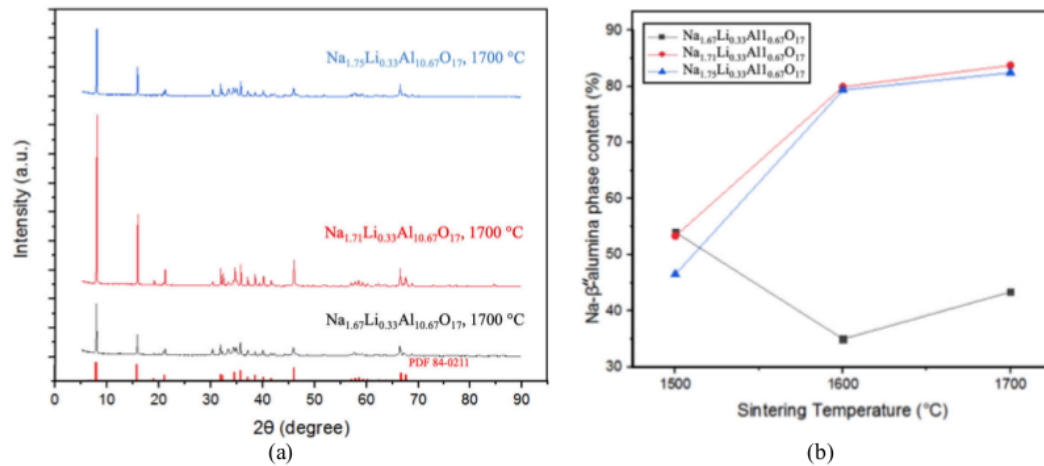 Na1.75Li0.33Al10.67O17, 1700 °C
Na1.71Li0.33Al10.67O17, 1700 °C
Na1.67Li0.33Al10.67O17, 1700 °C
PDF 84-0211
Intensity (a.u.)
0 10 20 30 40 50 60 70 80 90
2θ (degree)
(a)
Na1.67Li0.33Al10.67O17
Na1.71Li0.33Al10.67O17
Na1.75Li0.33Al10.67O17
Na-β″-alumina phase content (%)
90
80
70
60
50
40
30
1500 1600 1700
Sintering Temperature (°C)
(b)